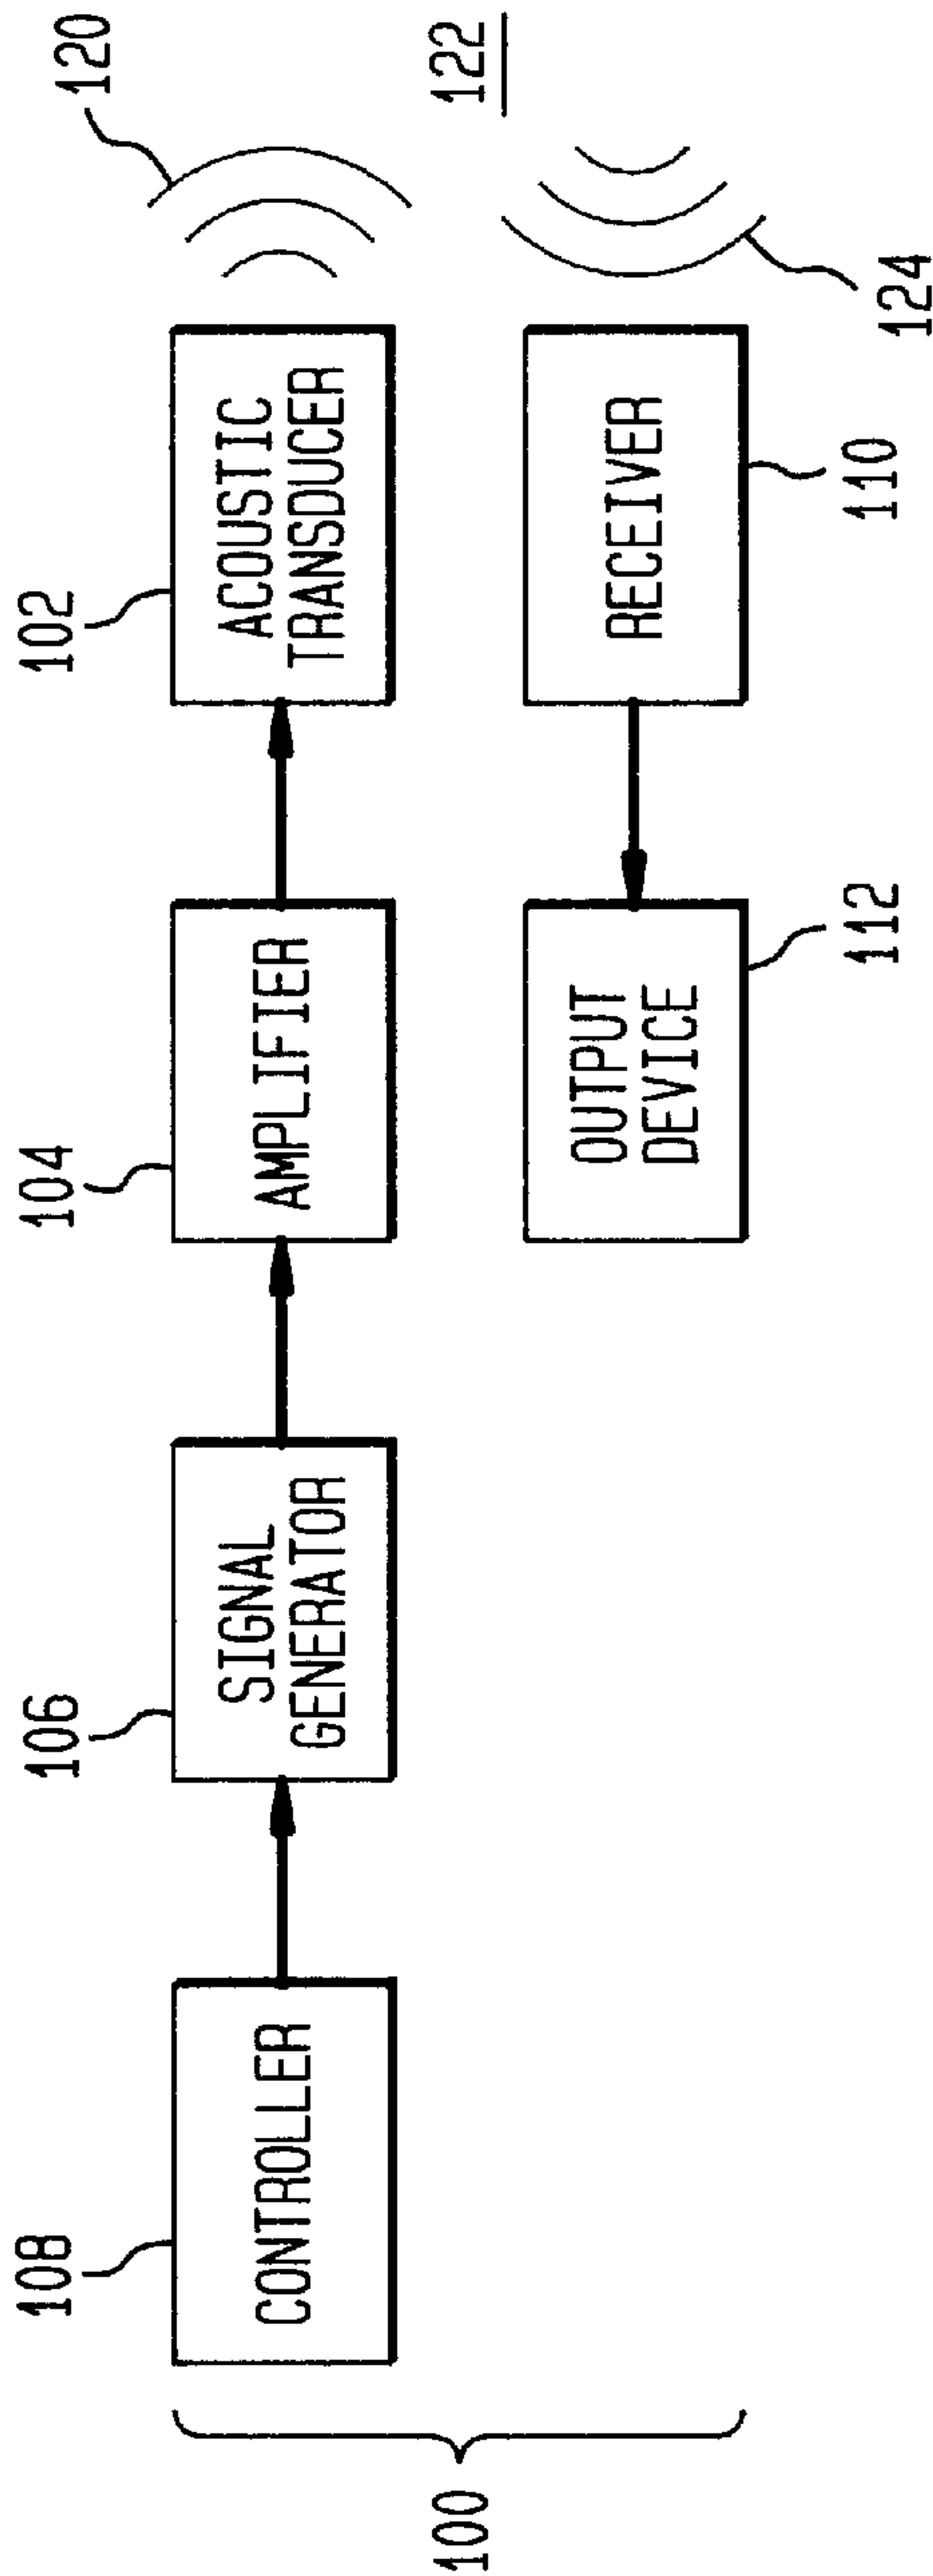 108
106
104
102
120
CONTROLLER
SIGNAL
GENERATOR
AMPLIFIER
ACOUSTIC
TRANSDUCER
122
100
OUTPUT
DEVICE
RECEIVER
112
110
124